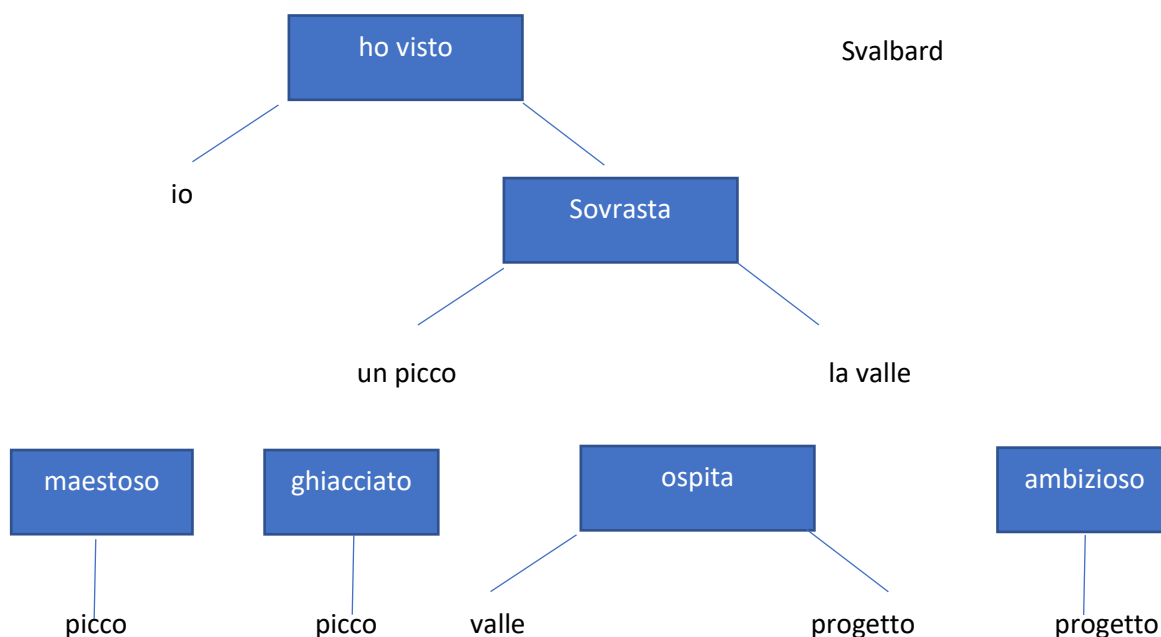 ho visto
Svalbard
io
Sovrasta
un picco
la valle
maestoso
ghiacciato
ospita
ambizioso
picco
picco
valle
progetto
progetto